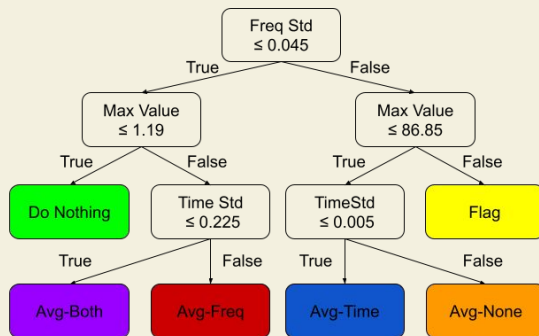 Freq Std
≤ 0.045
True
False
Max Value
≤ 1.19
Max Value
≤ 86.85
True
False
True
False
Do Nothing
Time Std
≤ 0.225
TimeStd
≤ 0.005
Flag
True
False
True
False
Avg-Both
Avg-Freq
Avg-Time
Avg-None